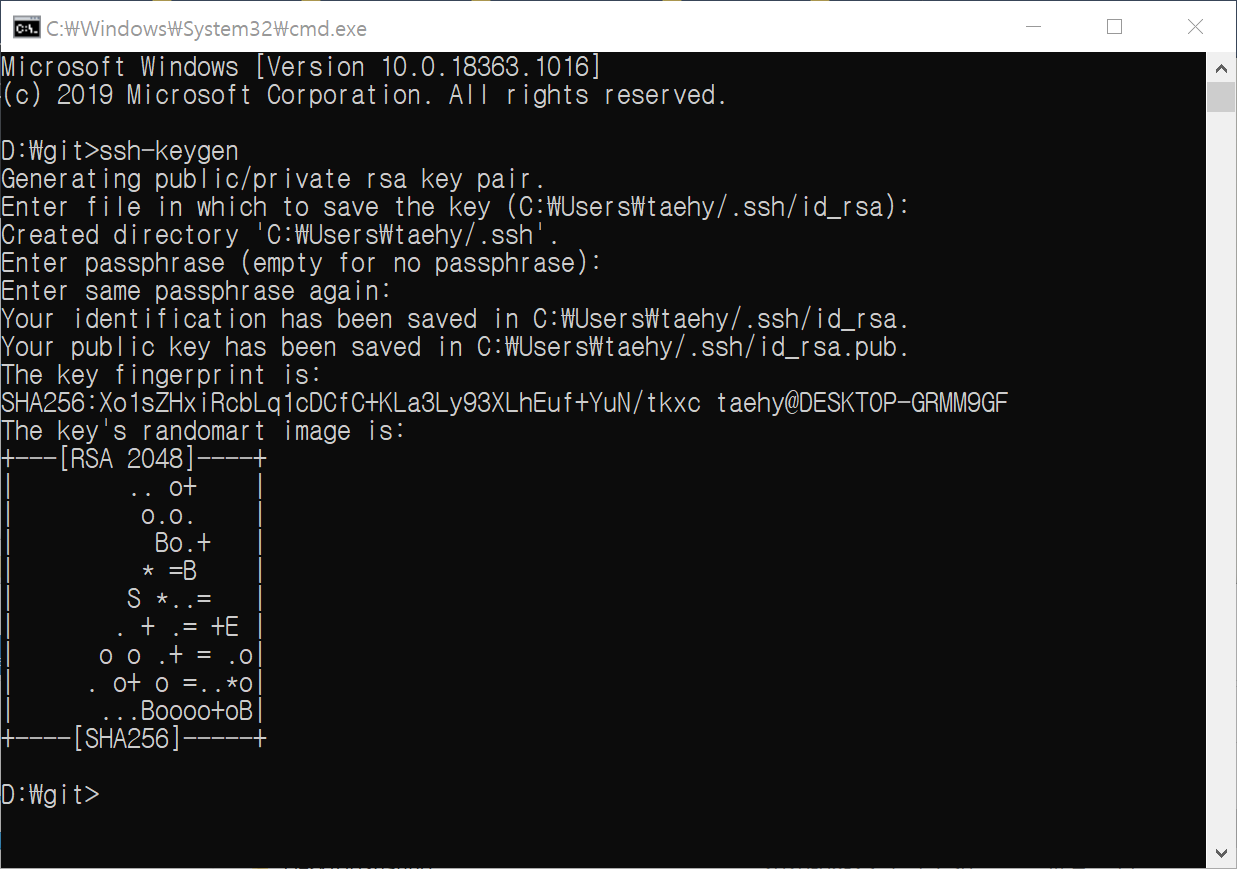 C:₩Windows₩System32₩cmd.exe
Microsoft Windows [Version 10.0.18363.1016]
(c) 2019 Microsoft Corporation. All rights reserved.
D:₩git>ssh-keygen
Generating public/private rsa key pair.
Enter file in which to save the key (C:₩Users₩taehy/.ssh/id_rsa):
Created directory 'C:₩Users₩taehy/.ssh'.
Enter passphrase (empty for no passphrase):
Enter same passphrase again:
Your identification has been saved in C:₩Users₩taehy/.ssh/id_rsa.
Your public key has been saved in C:₩Users₩taehy/.ssh/id_rsa.pub.
The key fingerprint is:
SHA256:Xo1sZHxiRcbLq1cDCfC+KLa3Ly93XLhEuf+YuN/tkxc taehy@DESKTOP-GRMM9GF
The key's randomart image is:
+---[RSA 2048]----+
|         .. o+    |
|          o.o.    |
|           Bo.+   |
|          * =B    |
|         S *..=   |
|        . + .= +E |
|       o o .+ = .o|
|      . o+ o =..*o|
|       ...Boooo+oB|
+----[SHA256]-----+
D:₩git>